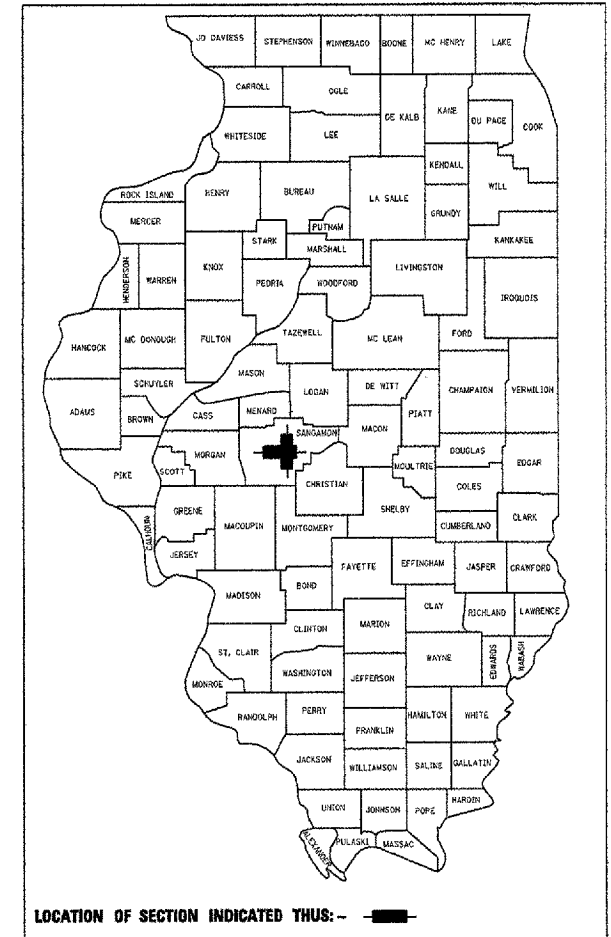 JO DAVIESS STEPHENSON WINNEBAGO BOONE MC HENRY LAKE
CARROLL OGLE DE KALB KANE DU PAGE COOK
WHITESIDE LEE KENDALL WILL
ROCK ISLAND HENRY BUREAU LA SALLE GRUNDY
MERCER STARK PUTNAM MARSHALL KANKAKEE
HENDERSON WARREN KNOX PEORIA WOODFORD LIVINGSTON IROQUOIS
HANCOCK MC DONOUGH FULTON TAZEWELL MC LEAN FORD
SCHUYLER MASON LOGAN DE WITT CHAMPAIGN VERMILION
ADAMS BROWN CASS MENARD MACON PIATT
PIKE SCOTT MORGAN SANGAMON CHRISTIAN MOULTRIE DOUGLAS EDGAR
COLES
CALHOUN GREENE MACOUPIN MONTGOMERY SHELBY CUMBERLAND CLARK
JERSEY FAYETTE EFFINGHAM JASPER CRAWFORD
MADISON BOND CLAY RICHLAND LAWRENCE
CLINTON MARION
ST. CLAIR WASHINGTON JEFFERSON WAYNE EDWARDS WABASH
MONROE
RANDOLPH PERRY FRANKLIN HAMILTON WHITE
JACKSON WILLIAMSON SALINE GALLATIN
UNION JOHNSON POPE HARDIN
ALEXANDER PULASKI MASSAC
LOCATION OF SECTION INDICATED THUS: -